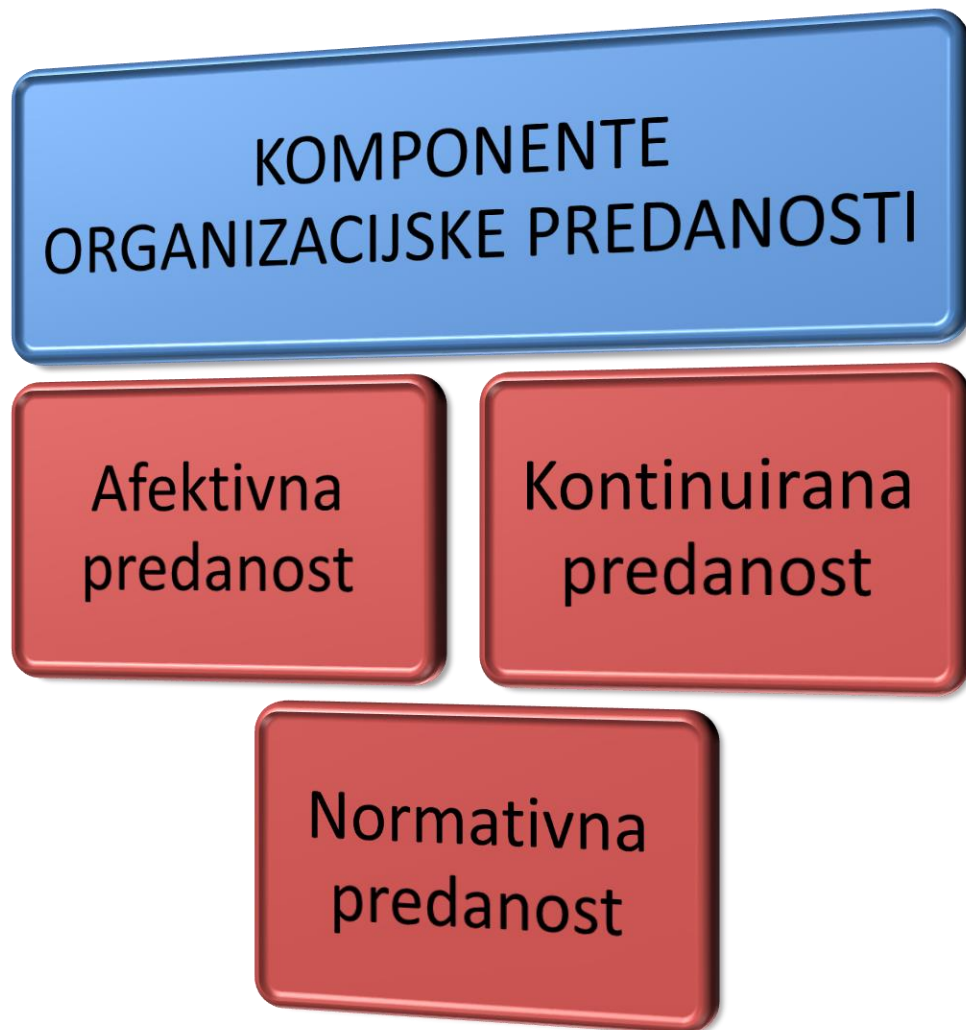 KOMPONENTE
ORGANIZACIJSKE PREDANOSTI
Afektivna
predanost
Kontinuirana
predanost
Normativna
predanost